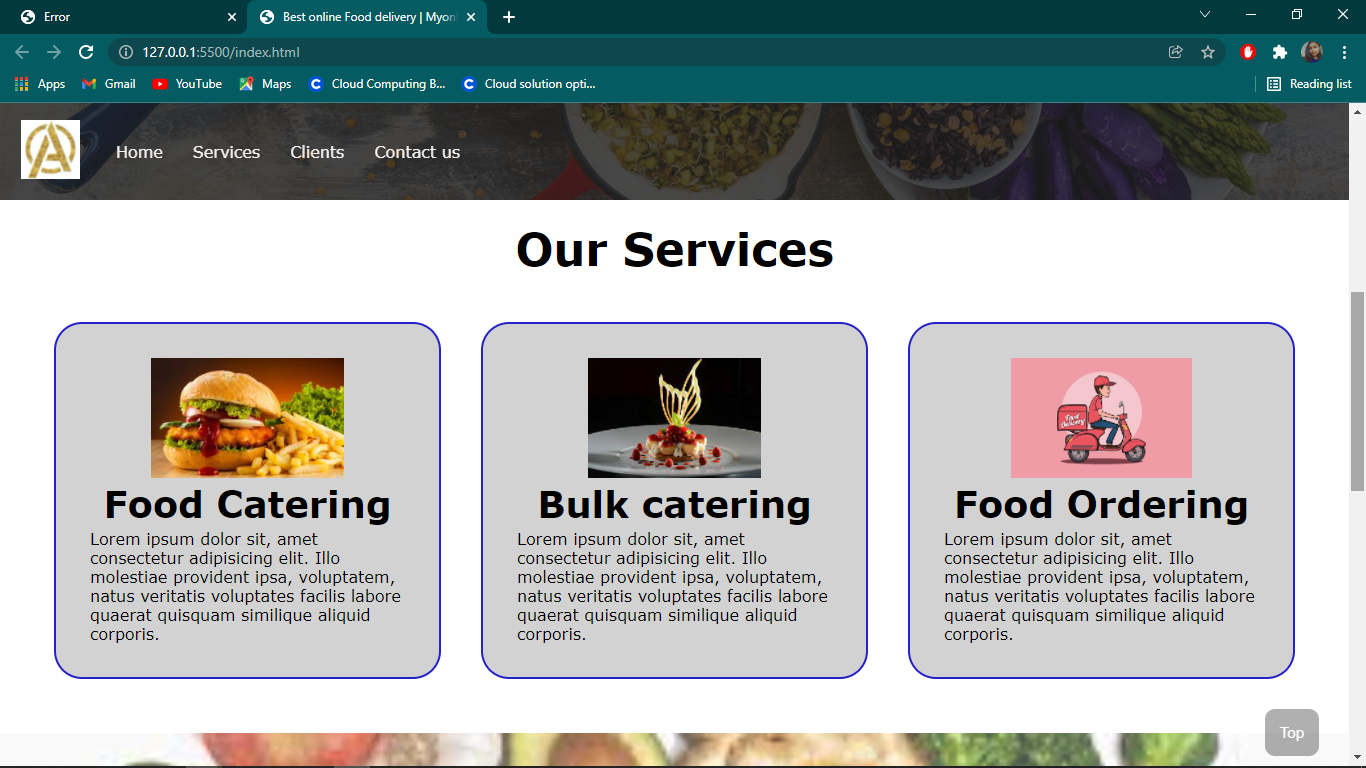 Error
Best online Food delivery | Myon
127.0.0.1:5500/index.html
Apps
Gmail
YouTube
Maps
Cloud Computing B...
Cloud solution opti...
Reading list
A
Home
Services
Clients
Contact us
Our Services
Food Catering
Lorem ipsum dolor sit, amet
consectetur adipisicing elit. Illo
molestiae provident ipsa, voluptatem,
natus veritatis voluptates facilis labore
quaerat quisquam similique aliquid
corporis.
Bulk catering
Lorem ipsum dolor sit, amet
consectetur adipisicing elit. Illo
molestiae provident ipsa, voluptatem,
natus veritatis voluptates facilis labore
quaerat quisquam similique aliquid
corporis.
Food
Delivery
Food Ordering
Lorem ipsum dolor sit, amet
consectetur adipisicing elit. Illo
molestiae provident ipsa, voluptatem,
natus veritatis voluptates facilis labore
quaerat quisquam similique aliquid
corporis.
Top